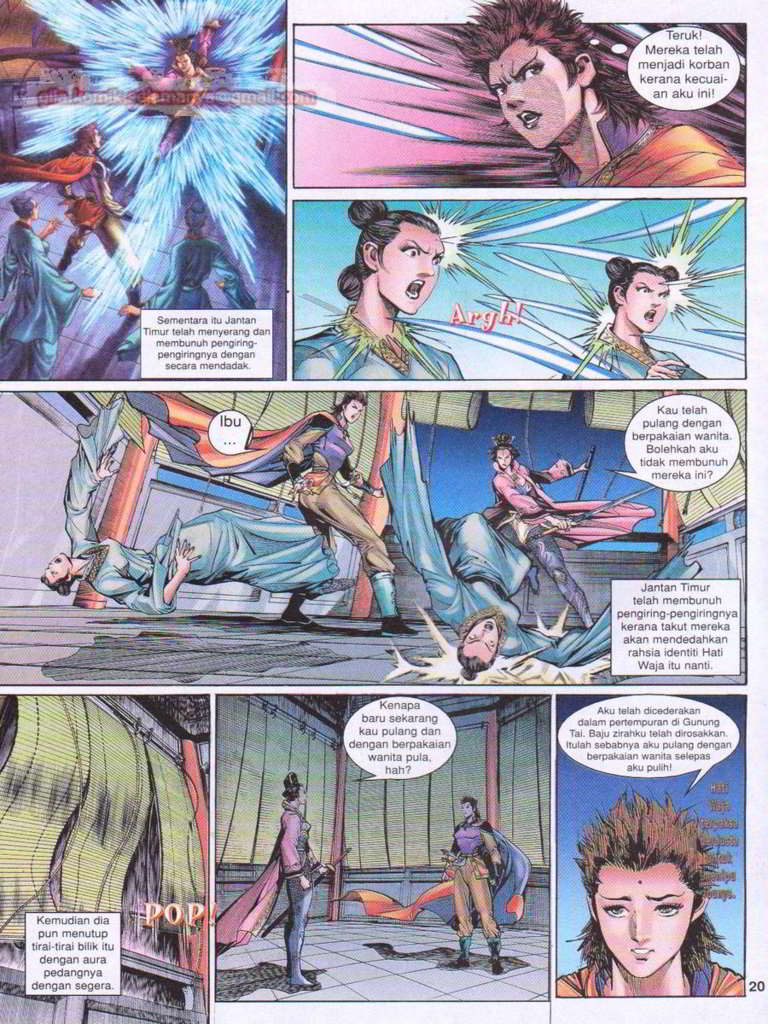 Sementara itu Jantan
Timur telah menyerang dan
membunuh pengiring-
pengiringnya dengan
secara mendadak.
Teruk!
Mereka telah
menjadi korban
kerana kecuai-
an aku ini!
Argh!
Ibu
...
Kau telah
pulang dengan
berpakaian wanita.
Bolehkah aku
tidak membunuh
mereka ini?
Jantan Timur
telah membunuh
pengiring-pengiringnya
kerana takut mereka
akan mendedahkan
rahsia identiti Hati
Waja itu nanti.
Kemudian dia
pun menutup
tirai-tirai bilik itu
dengan aura
pedangnya
dengan segera.
POP!
Kenapa
baru sekarang
kau pulang dan
dengan berpakaian
wanita pula,
hah?
Aku telah dicederakan
dalam pertempuran di Gunung
Tai. Baju zirahku telah dirosakkan.
Itulah sebabnya aku pulang dengan
berpakaian wanita selepas
aku pulih!
Hati
Waja
20